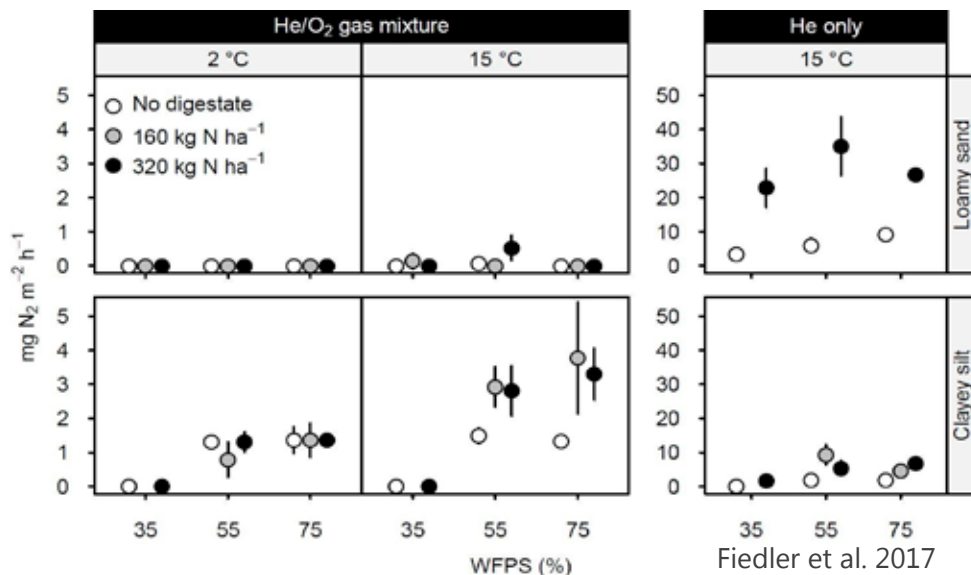 He/O₂ gas mixture
He only
2 °C
15 °C
15 °C
5
4
3
2
1
0
No digestate
160 kg N ha⁻¹
320 kg N ha⁻¹
50
40
30
20
10
0
Loamy sand
mg N₂ m⁻² h⁻¹
5
4
3
2
1
0
50
40
30
20
10
0
Clayey silt
35
55
75
35
55
75
35
55
75
WFPS (%)
Fiedler et al. 2017